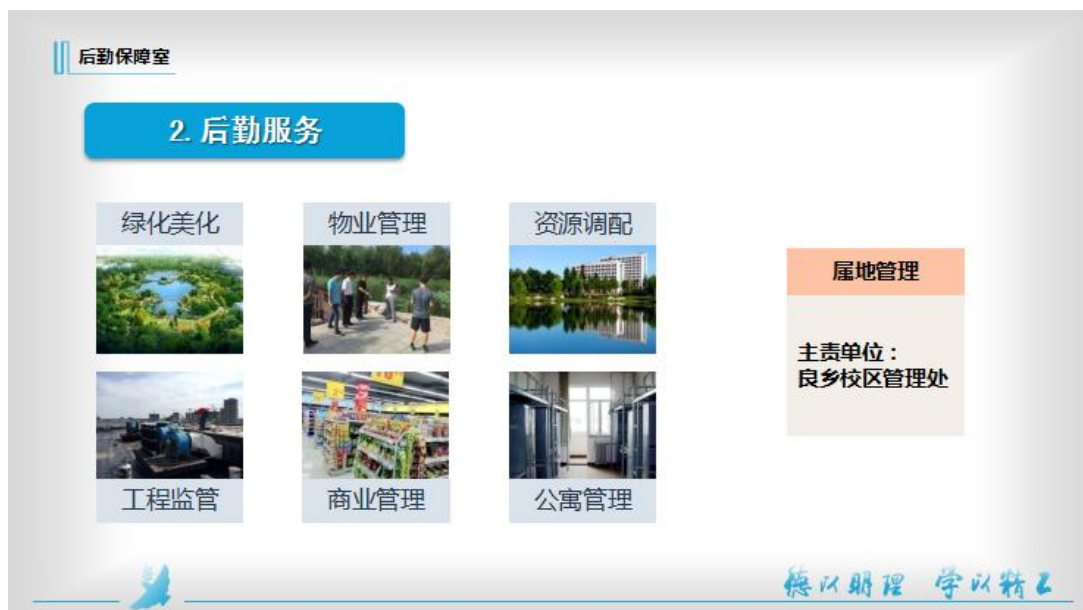 后勤保障室
2. 后勤服务
绿化美化
物业管理
资源调配
工程监管
商业管理
公寓管理
属地管理
主责单位：
良乡校区管理处
德以明理 学以精工